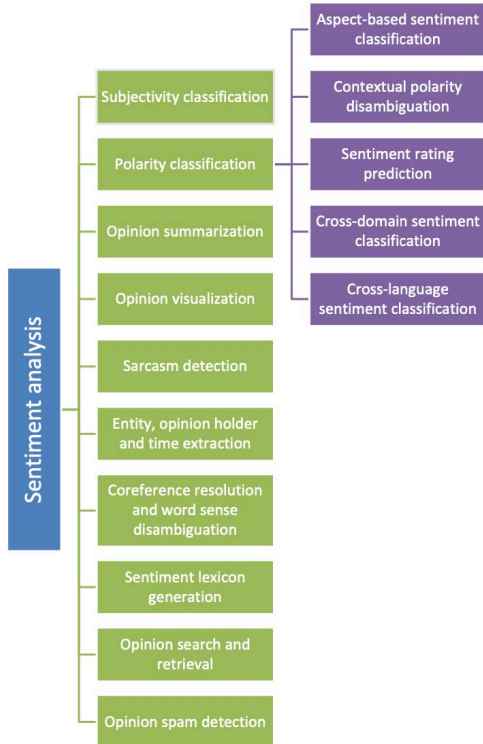 Sentiment analysis
Subjectivity classification
Polarity classification
Opinion summarization
Opinion visualization
Sarcasm detection
Entity, opinion holder
and time extraction
Coreference resolution
and word sense
disambiguation
Sentiment lexicon
generation
Opinion search and
retrieval
Opinion spam detection
Aspect-based sentiment
classification
Contextual polarity
disambiguation
Sentiment rating
prediction
Cross-domain sentiment
classification
Cross-language
sentiment classification